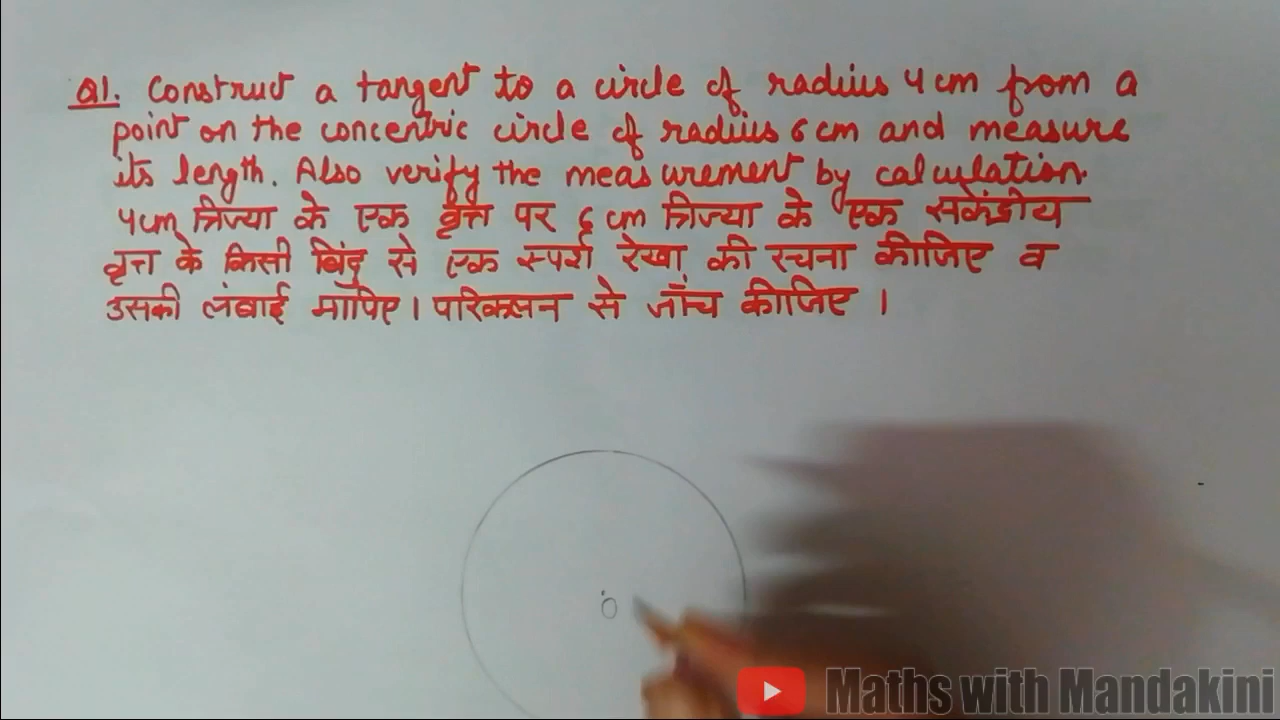 Q1. Construct a tangent to a circle of radius 4 cm from a
point on the concentric circle of radius 6 cm and measure
its length. Also verify the measurement by calculation.
4cm त्रिज्या के एक वृत्त पर 6 cm त्रिज्या के एक सकेंद्रीय
वृत्त के किसी बिंदु से एक स्पर्श रेखा की रचना कीजिए व
उसकी लंबाई मापिए। परिकलन से जाँच कीजिए ।
O
Maths with Mandakini